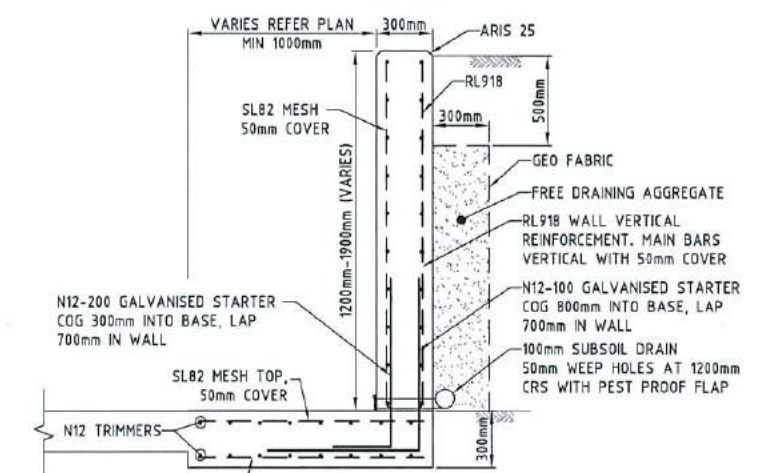 VARIES REFER PLAN
MIN 1000mm
300mm
ARIS 25
RL918
SL82 MESH
50mm COVER
300mm
500mm
1200mm-1900mm (VARIES)
GEO FABRIC
FREE DRAINING AGGREGATE
RL918 WALL VERTICAL
REINFORCEMENT. MAIN BARS
VERTICAL WITH 50mm COVER
N12-200 GALVANISED STARTER
COG 300mm INTO BASE, LAP
700mm IN WALL
N12-100 GALVANISED STARTER
COG 800mm INTO BASE, LAP
700mm IN WALL
100mm SUBSOIL DRAIN
50mm WEEP HOLES AT 1200mm
CRS WITH PEST PROOF FLAP
SL82 MESH TOP,
50mm COVER
N12 TRIMMERS
300mm